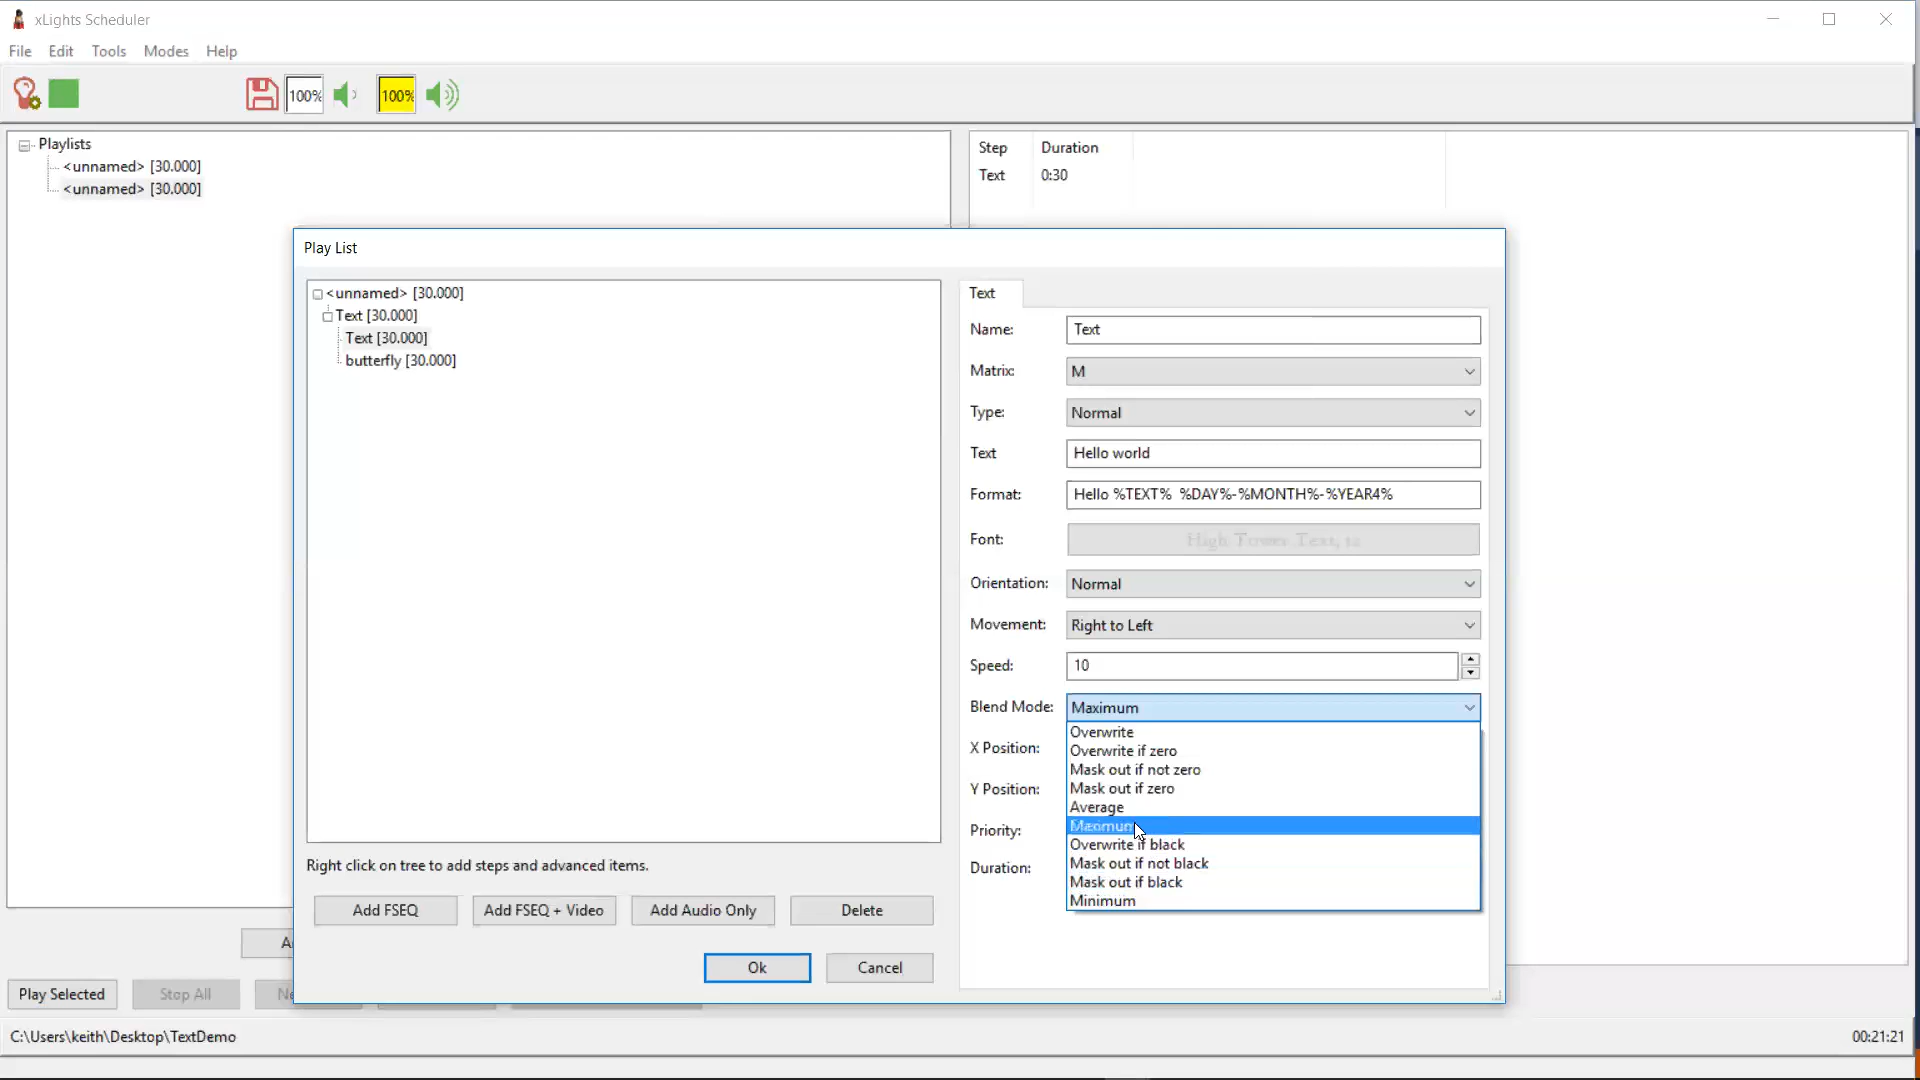 xLights Scheduler
File Edit Tools Modes Help
100% 100%
Playlists
<unnamed> [30.000]
<unnamed> [30.000]
Step Duration
Text 0:30
Play List
<unnamed> [30.000]
Text [30.000]
Text [30.000]
butterfly [30.000]
Text
Name: Text
Matrix: M
Type: Normal
Text Hello world
Format: Hello %TEXT%  %DAY%-%MONTH%-%YEAR4%
Font: High Tower Text,
Orientation: Normal
Movement: Right to Left
Speed: 10
Blend Mode: Maximum
Overwrite
X Position: Overwrite if zero
Mask out if not zero
Y Position: Mask out if zero
Average
Priority: Maximum
Overwrite if black
Duration: Mask out if not black
Mask out if black
Minimum
Right click on tree to add steps and advanced items.
Add FSEQ Add FSEQ + Video Add Audio Only Delete
Ok Cancel
Play Selected Stop All
C:\Users\keith\Desktop\TextDemo 00:21:21